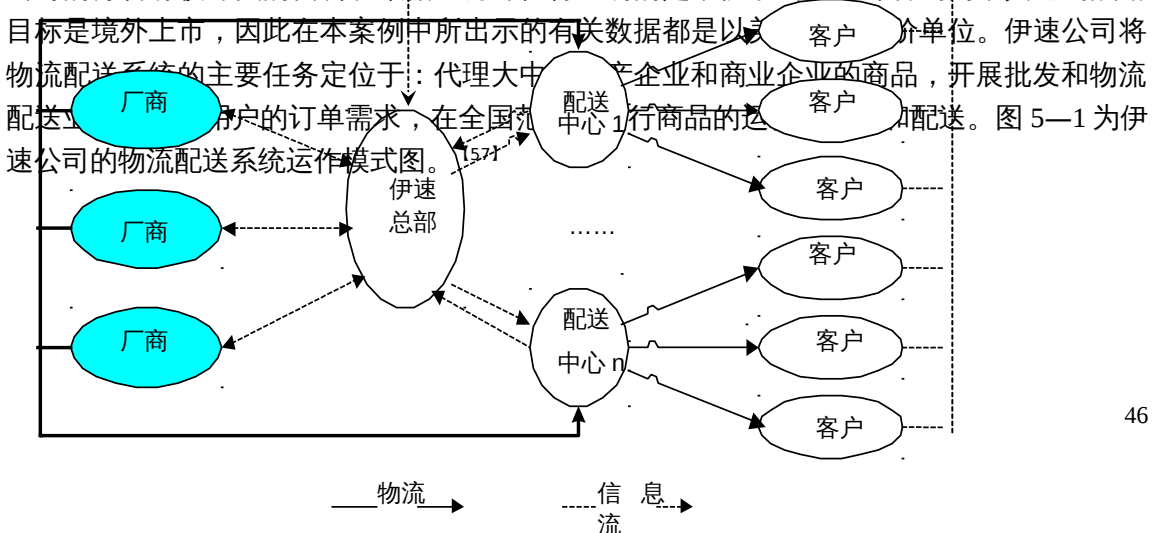 目标是境外上市，因此在本案例中所出示的有关数据都是以 价单位。伊速公司将
物流配送系统的主要任务定位于：代理大中 产企业和商业企业的商品，开展批发和物流
配送 户的订单需求，在全国范 行商品的 和配送。图 5—1 为伊
速公司的物流配送系统运作模式图。[57]
客户
厂商
配送
中心 1
客户
伊速
总部
客户
厂商
……
客户
厂商
配送
中心 n
客户
客户
46
物流
信 息
流